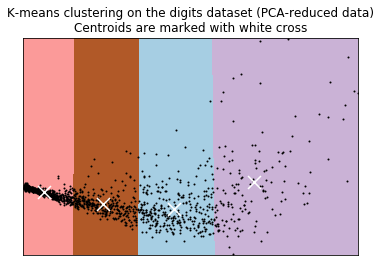 K-means clustering on the digits dataset (PCA-reduced data)
Centroids are marked with white cross